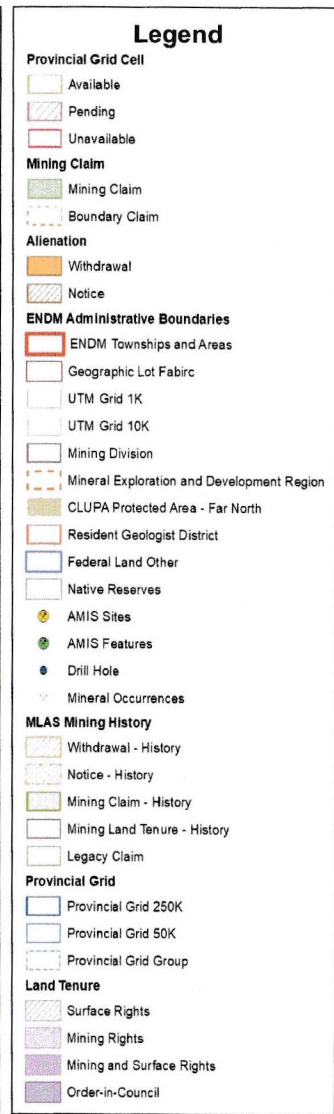 Legend
Provincial Grid Cell
Available
Pending
Unavailable
Mining Claim
Mining Claim
Boundary Claim
Alienation
Withdrawal
Notice
ENDM Administrative Boundaries
ENDM Townships and Areas
Geographic Lot Fabirc
UTM Grid 1K
UTM Grid 10K
Mining Division
Mineral Exploration and Development Region
CLUPA Protected Area - Far North
Resident Geologist District
Federal Land Other
Native Reserves
AMIS Sites
AMIS Features
Drill Hole
Mineral Occurrences
MLAS Mining History
Withdrawal - History
Notice - History
Mining Claim - History
Mining Land Tenure - History
Legacy Claim
Provincial Grid
Provincial Grid 250K
Provincial Grid 50K
Provincial Grid Group
Land Tenure
Surface Rights
Mining Rights
Mining and Surface Rights
Order-in-Council